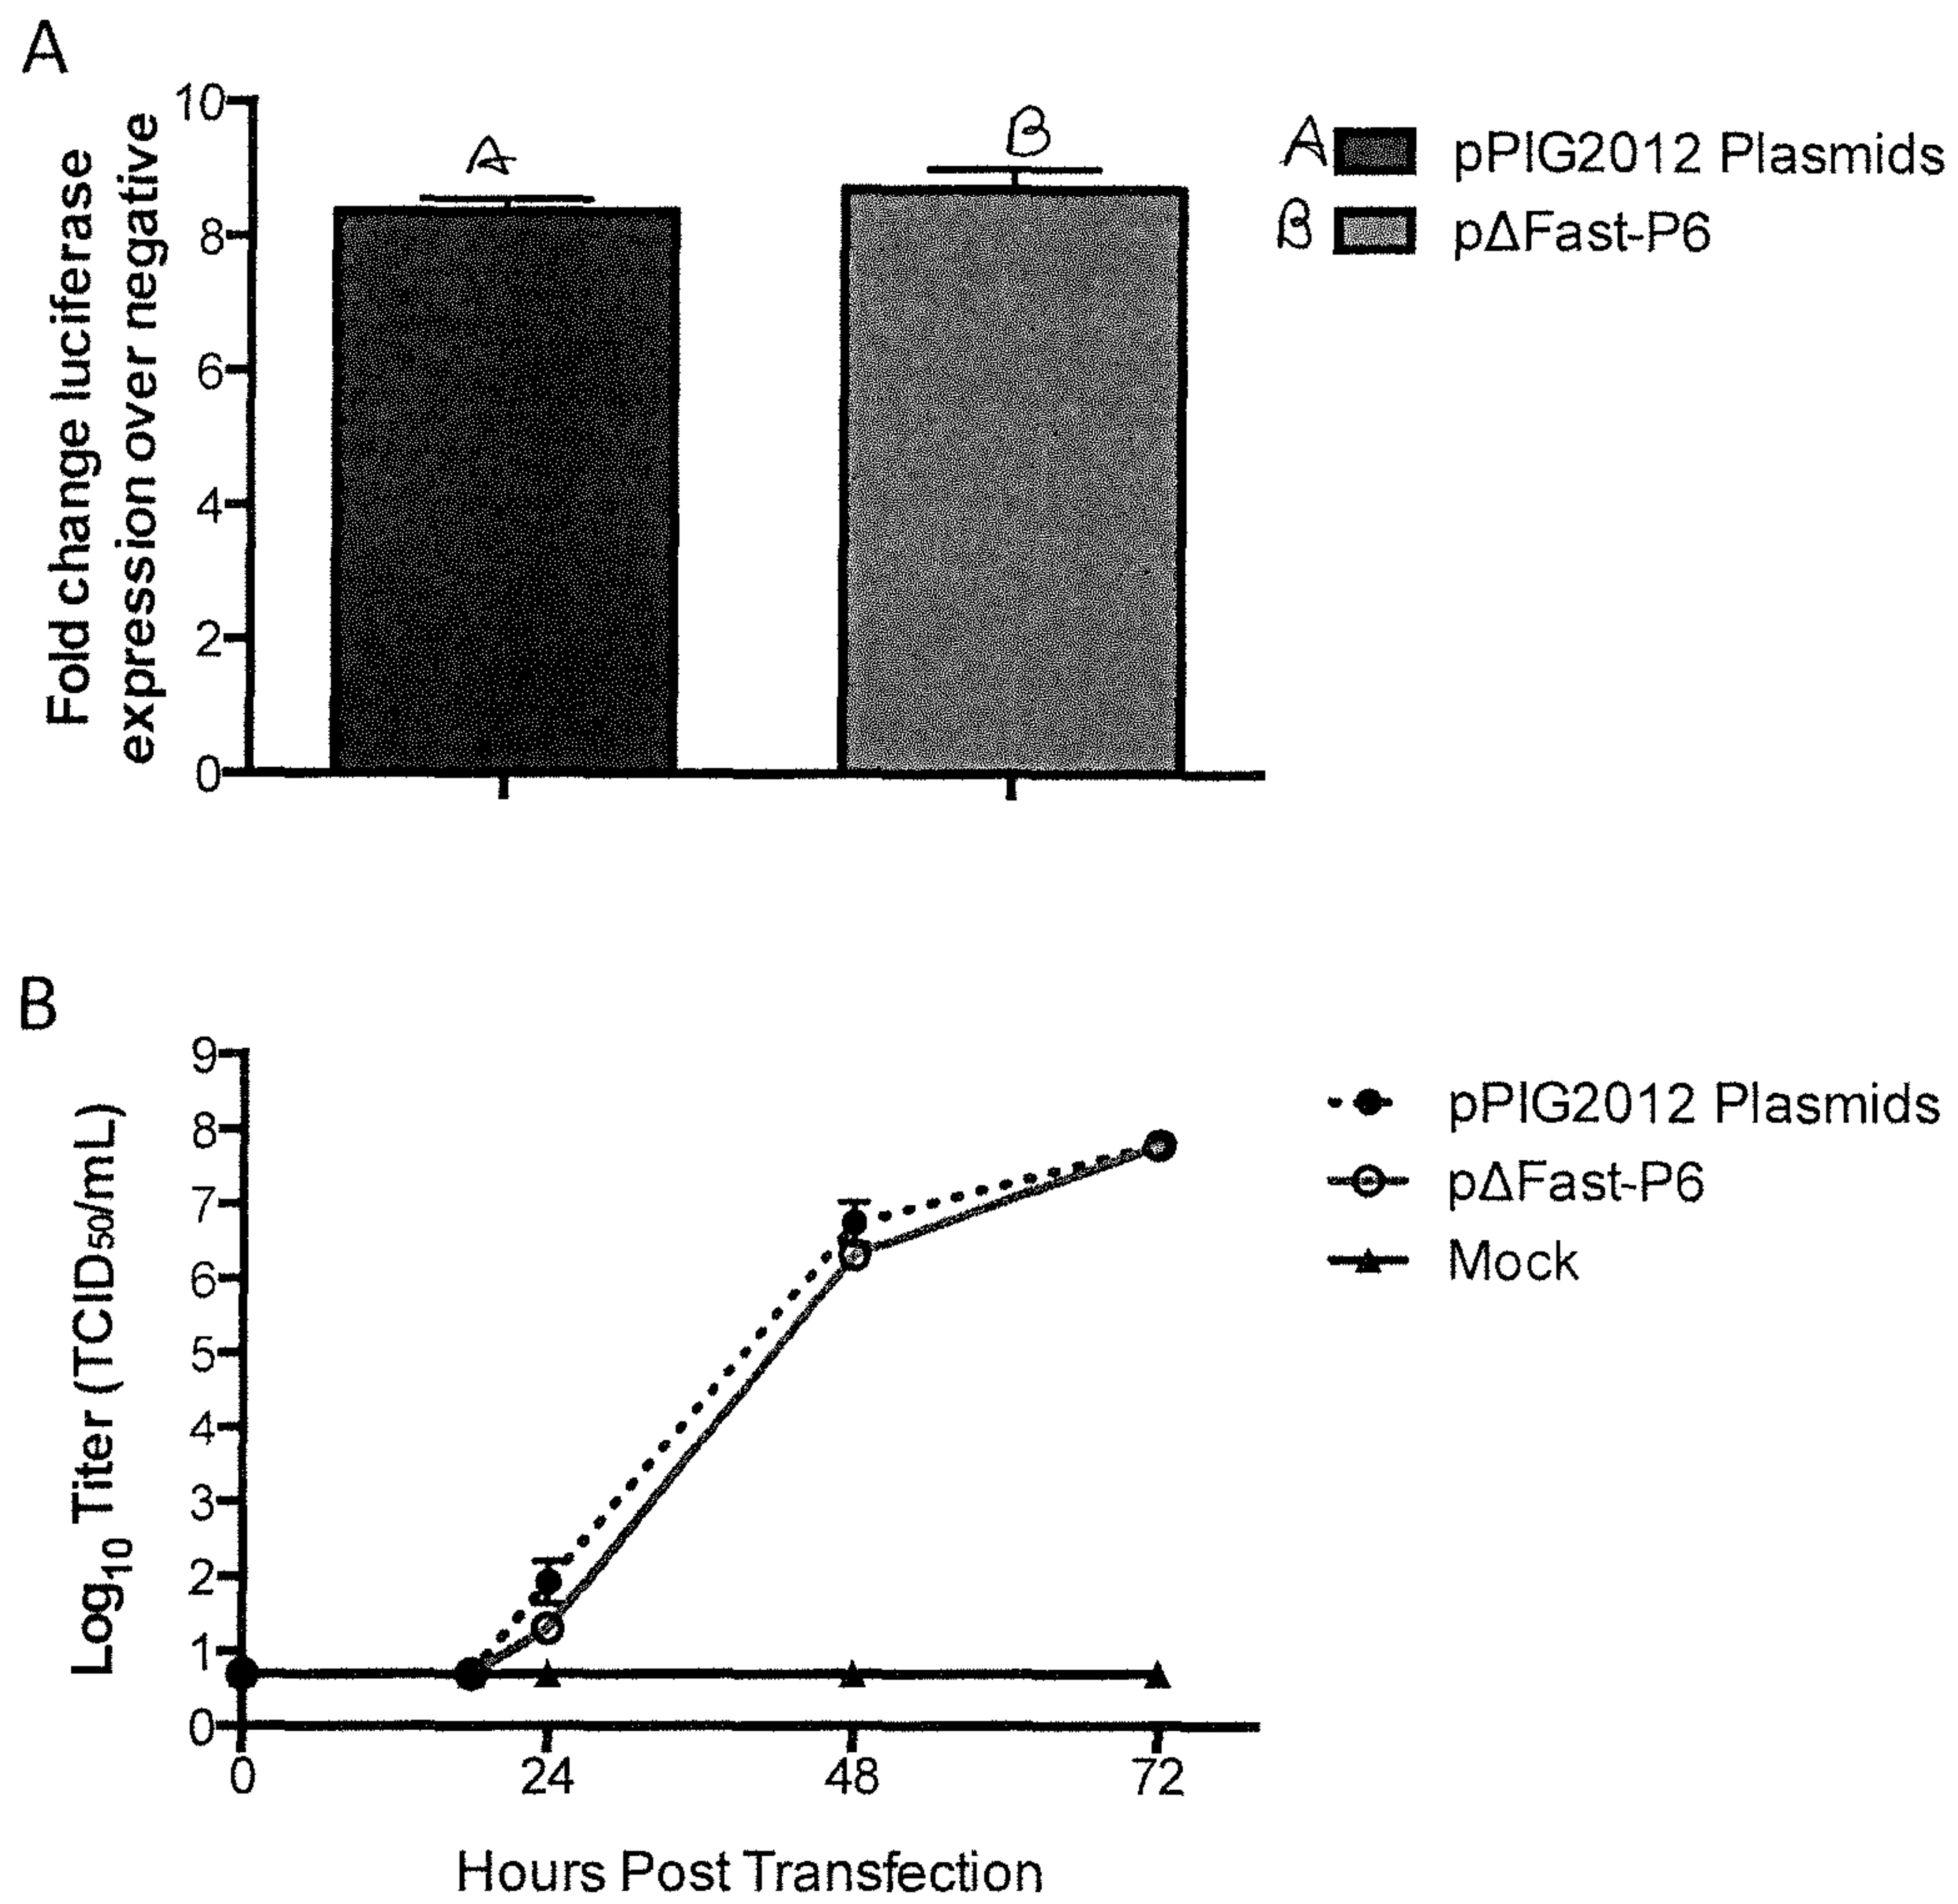 A
10
8
6
4
2
0
Fold change luciferase
expression over negative
A
B
A pPIG2012 Plasmids
B pΔFast-P6
B
9
8
7
6
5
4
3
2
1
0
Log10 Titer (TCID50/mL)
pPIG2012 Plasmids
pΔFast-P6
Mock
0 24 48 72
Hours Post Transfection